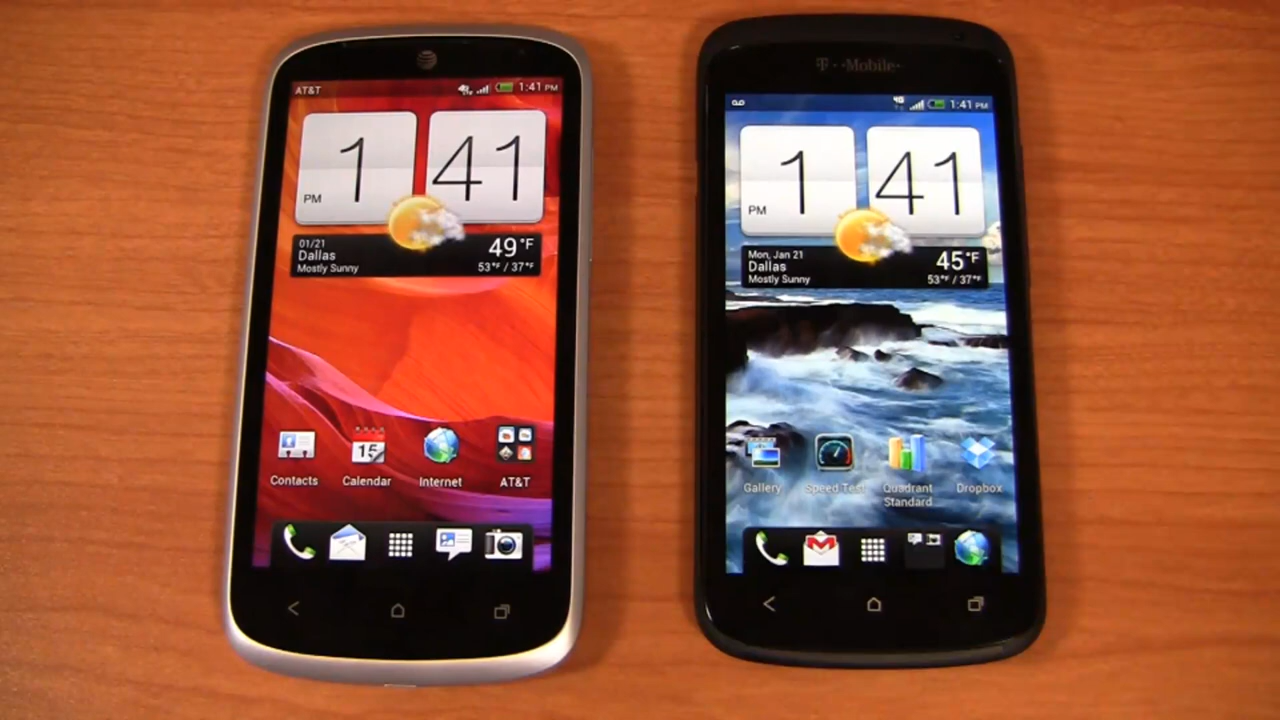 AT&T
1:41 PM
PM
1
41
01/21
Dallas
Mostly Sunny
49°F
53°F / 37°F
15
Contacts
Calendar
Internet
AT&T
T··Mobile·
4G
1:41 PM
PM
1
41
Mon, Jan 21
Dallas
Mostly Sunny
45°F
53°F / 37°F
Gallery
Speed Test
Quadrant
Standard
Dropbox